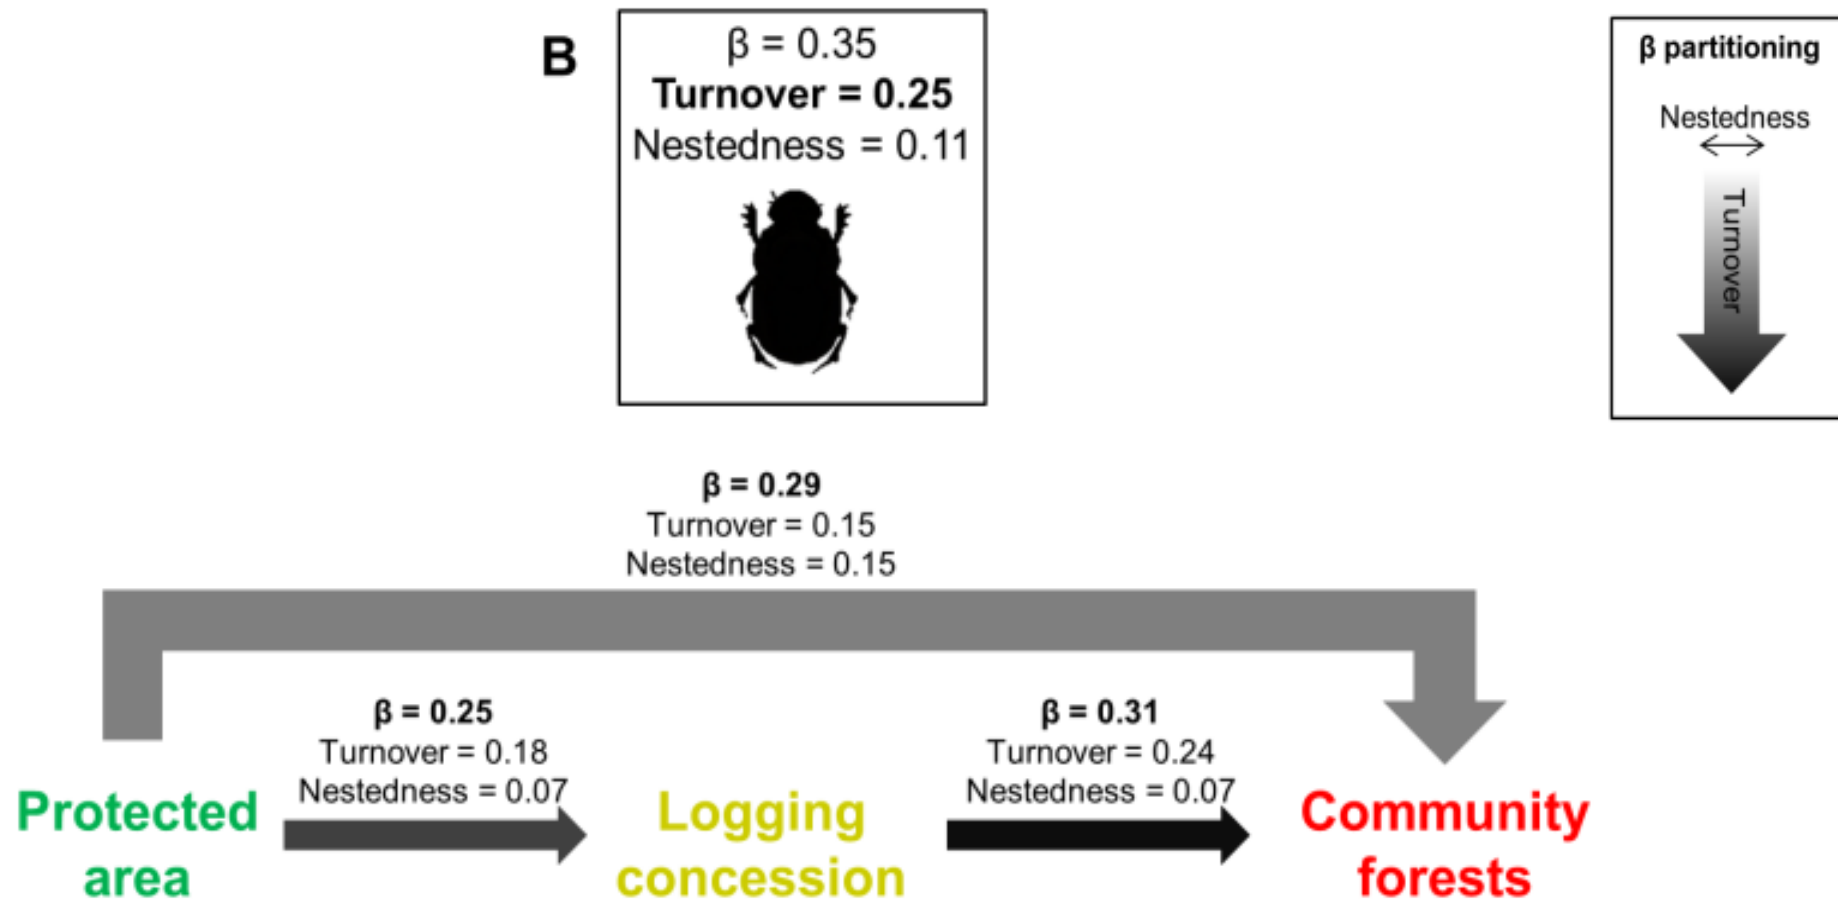 B
β = 0.35
Turnover = 0.25
Nestedness = 0.11
β partitioning
Nestedness
Turnover
β = 0.29
Turnover = 0.15
Nestedness = 0.15
β = 0.25
Turnover = 0.18
Nestedness = 0.07
β = 0.31
Turnover = 0.24
Nestedness = 0.07
Protected
area
Logging
concession
Community
forests